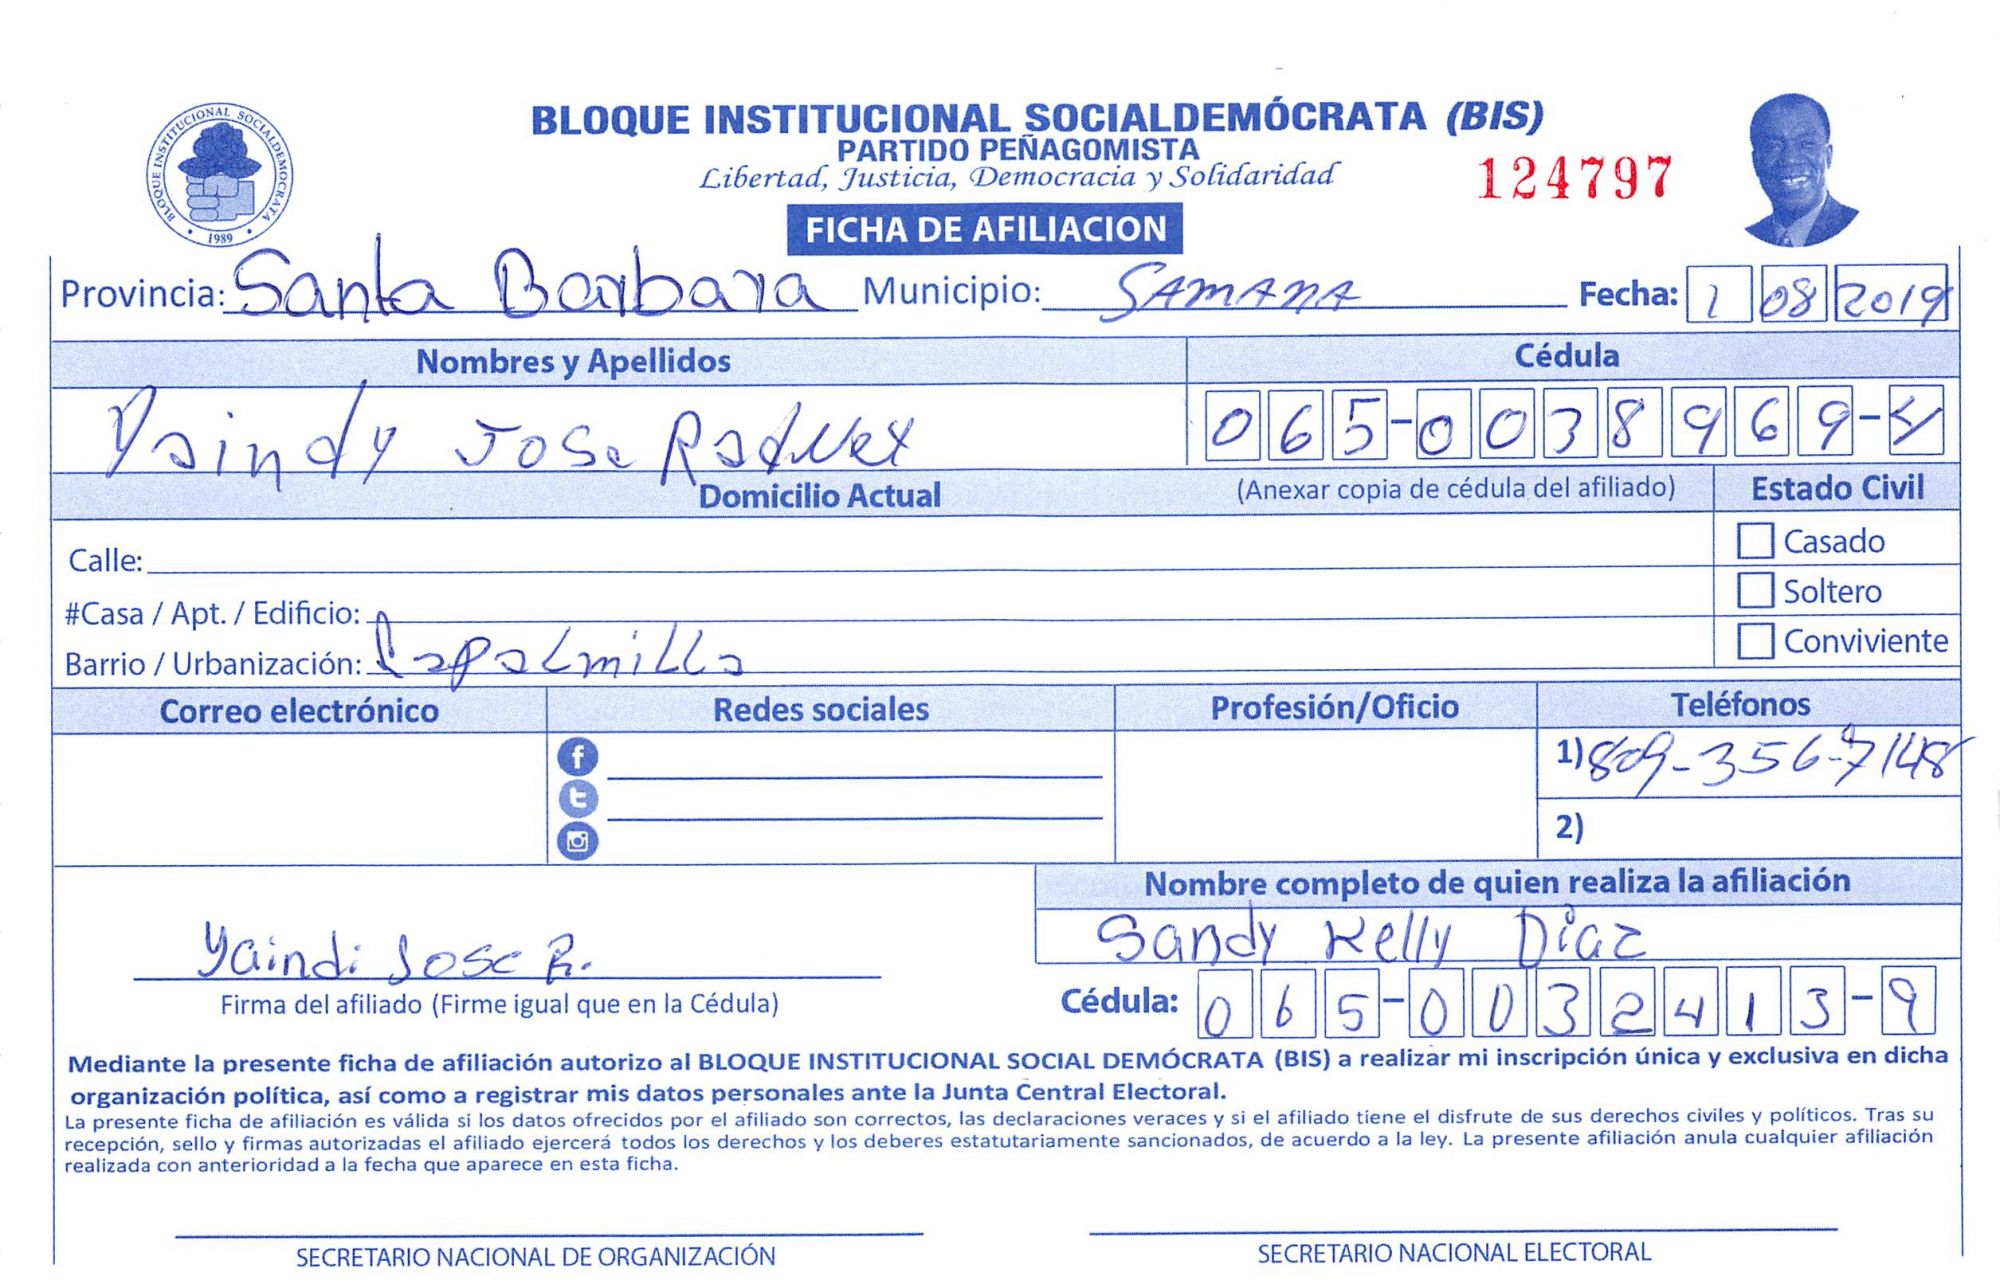 BLOQUE INSTITUCIONAL SOCIALDEMOCRATA
1989
BLOQUE INSTITUCIONAL SOCIALDEMÓCRATA (BIS)
PARTIDO PEÑAGOMISTA
Libertad, Justicia, Democracia y Solidaridad
124797
FICHA DE AFILIACION
Provincia: Santa Barbara Municipio: SAMANA Fecha: 1 08 2019
Nombres y Apellidos Cédula
Yaindy Jose 065-0038969-
Domicilio Actual (Anexar copia de cédula del afiliado) Estado Civil
Calle: Casado
#Casa / Apt. / Edificio: Soltero
Barrio / Urbanización: Lapalmilla Conviviente
Correo electrónico Redes sociales Profesión/Oficio Teléfonos
1) 809-356-7148
2)
Nombre completo de quien realiza la afiliación
Sandy Kelly Diaz
Yaindi Jose R.
Firma del afiliado (Firme igual que en la Cédula)
Cédula: 065-0032413-9
Mediante la presente ficha de afiliación autorizo al BLOQUE INSTITUCIONAL SOCIAL DEMÓCRATA (BIS) a realizar mi inscripción única y exclusiva en dicha
organización política, así como a registrar mis datos personales ante la Junta Central Electoral.
La presente ficha de afiliación es válida si los datos ofrecidos por el afiliado son correctos, las declaraciones veraces y si el afiliado tiene el disfrute de sus derechos civiles y políticos. Tras su
recepción, sello y firmas autorizadas el afiliado ejercerá todos los derechos y los deberes estatutariamente sancionados, de acuerdo a la ley. La presente afiliación anula cualquier afiliación
realizada con anterioridad a la fecha que aparece en esta ficha.
SECRETARIO NACIONAL DE ORGANIZACIÓN SECRETARIO NACIONAL ELECTORAL